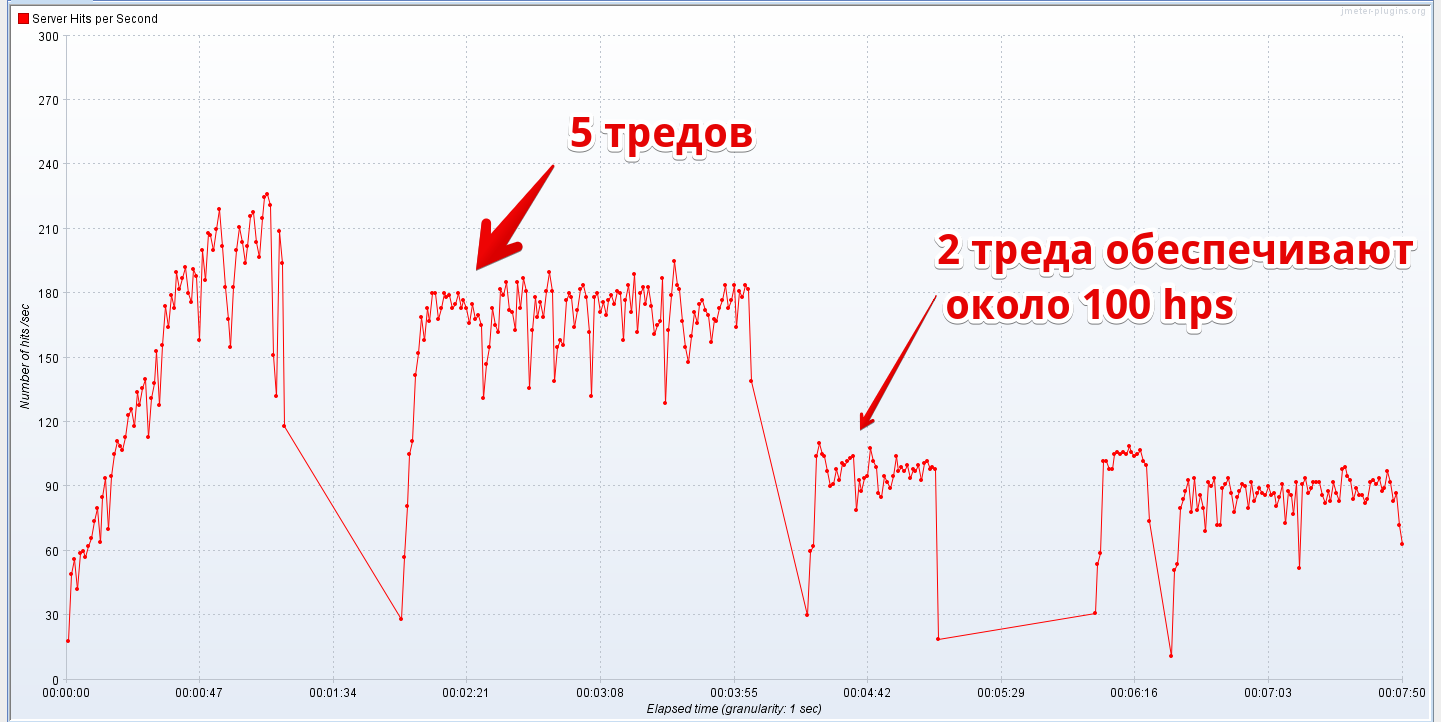 Server Hits per Second
jmeter-plugins.org
300
270
240
210
180
150
120
90
60
30
0
Number of hits /sec
5 тредов
2 треда обеспечивают
около 100 hps
00:00:00 00:00:47 00:01:34 00:02:21 00:03:08 00:03:55 00:04:42 00:05:29 00:06:16 00:07:03 00:07:50
Elapsed time (granularity: 1 sec)